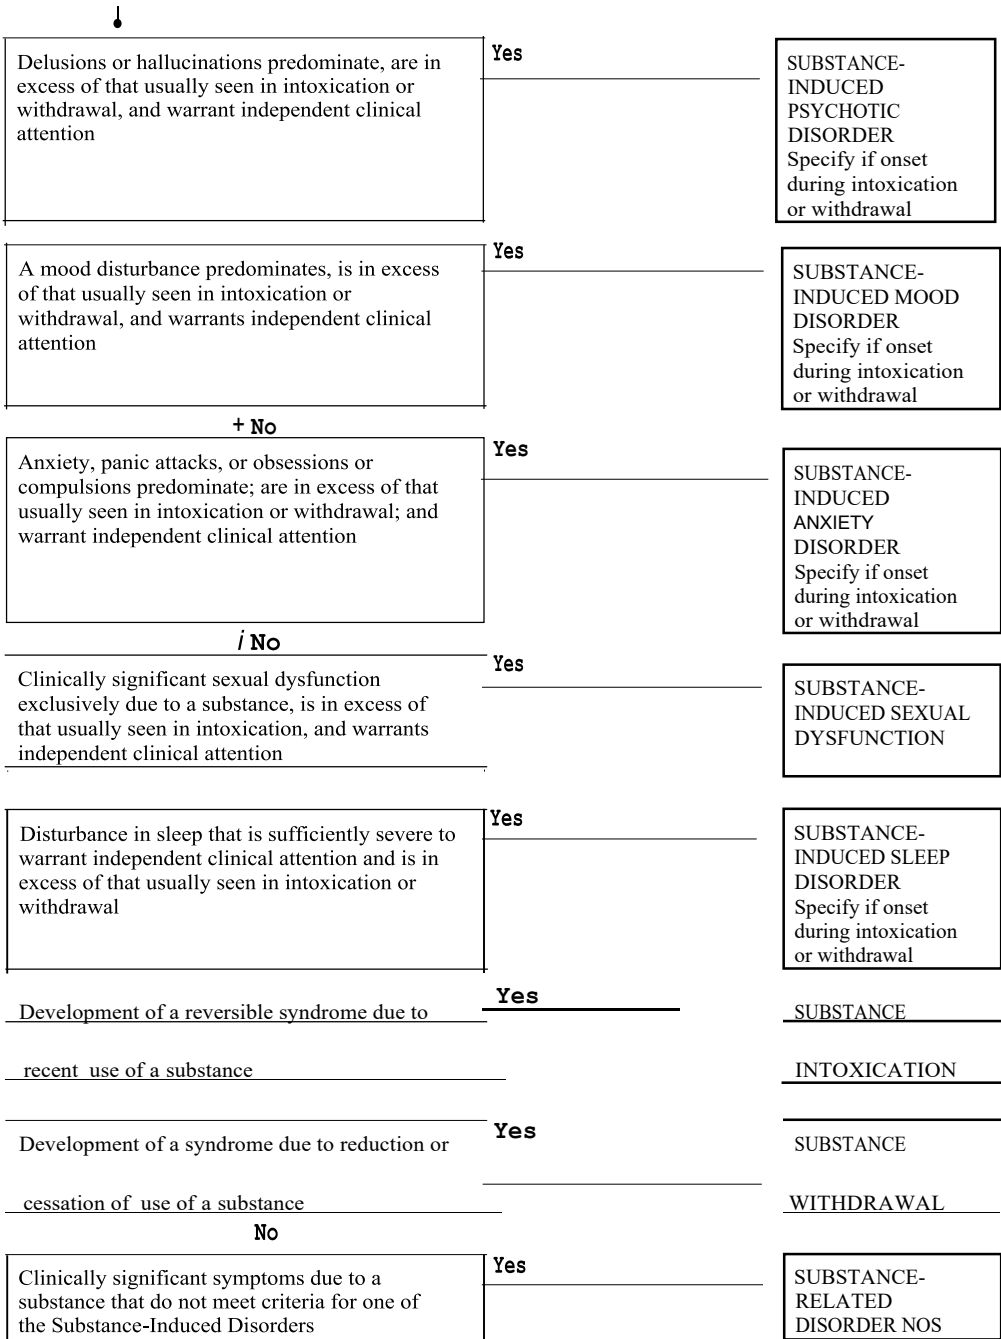 Delusions or hallucinations predominate, are in
excess of that usually seen in intoxication or
withdrawal, and warrant independent clinical
attention
Yes
SUBSTANCE-
INDUCED
PSYCHOTIC
DISORDER
Specify if onset
during intoxication
or withdrawal
A mood disturbance predominates, is in excess
of that usually seen in intoxication or
withdrawal, and warrants independent clinical
attention
Yes
SUBSTANCE-
INDUCED MOOD
DISORDER
Specify if onset
during intoxication
or withdrawal
+ No
Anxiety, panic attacks, or obsessions or
compulsions predominate; are in excess of that
usually seen in intoxication or withdrawal; and
warrant independent clinical attention
Yes
SUBSTANCE-
INDUCED
ANXIETY
DISORDER
Specify if onset
during intoxication
or withdrawal
i No
Clinically significant sexual dysfunction
exclusively due to a substance, is in excess of
that usually seen in intoxication, and warrants
independent clinical attention
Yes
SUBSTANCE-
INDUCED SEXUAL
DYSFUNCTION
Disturbance in sleep that is sufficiently severe to
warrant independent clinical attention and is in
excess of that usually seen in intoxication or
withdrawal
Yes
SUBSTANCE-
INDUCED SLEEP
DISORDER
Specify if onset
during intoxication
or withdrawal
Development of a reversible syndrome due to
recent use of a substance
Yes
SUBSTANCE
INTOXICATION
Development of a syndrome due to reduction or
cessation of use of a substance
Yes
SUBSTANCE
WITHDRAWAL
No
Clinically significant symptoms due to a
substance that do not meet criteria for one of
the Substance-Induced Disorders
Yes
SUBSTANCE-
RELATED
DISORDER NOS